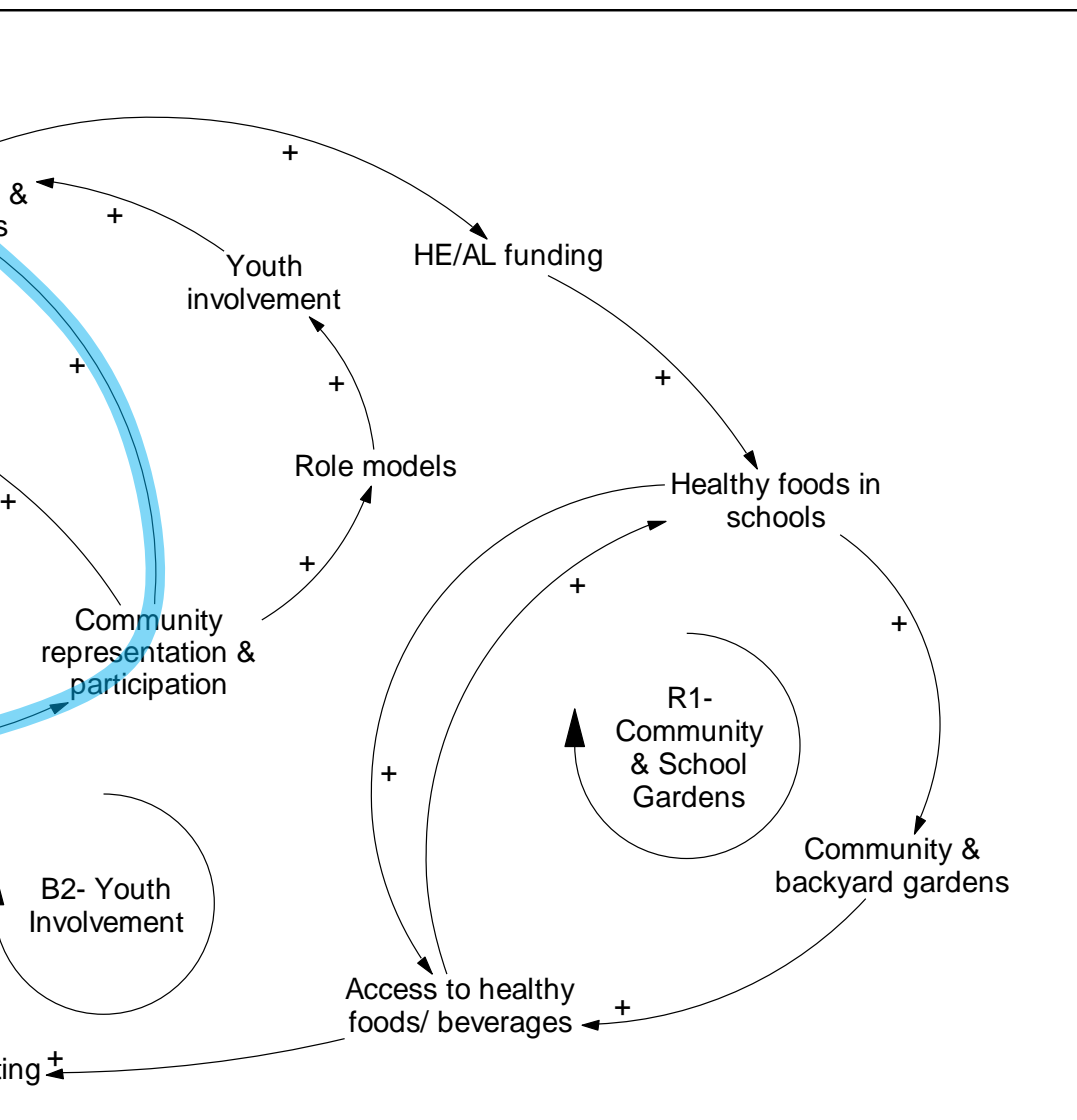 +
&
+
HE/AL funding
Youth
involvement
+
+
+
Role models
Healthy foods in
schools
+
+
+
Community
representation &
participation
+
R1-
Community
& School
Gardens
+
Community &
backyard gardens
B2- Youth
Involvement
Access to healthy
foods/ beverages
+
+